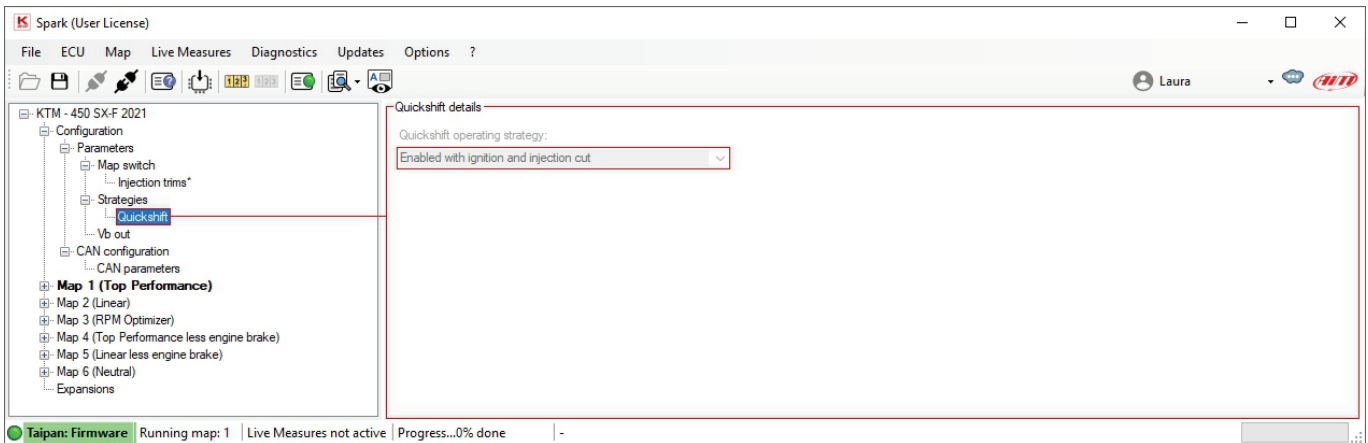 Spark (User License)
File ECU Map Live Measures Diagnostics Updates Options ?
Laura
AiM
KTM - 450 SX-F 2021
Configuration
Parameters
Map switch
Injection trims*
Strategies
Quickshift
Vb out
CAN configuration
CAN parameters
Map 1 (Top Performance)
Map 2 (Linear)
Map 3 (RPM Optimizer)
Map 4 (Top Performance less engine brake)
Map 5 (Linear less engine brake)
Map 6 (Neutral)
Expansions
Quickshift details
Quickshift operating strategy:
Enabled with ignition and injection cut
Taipan: Firmware Running map: 1 Live Measures not active Progress...0% done -